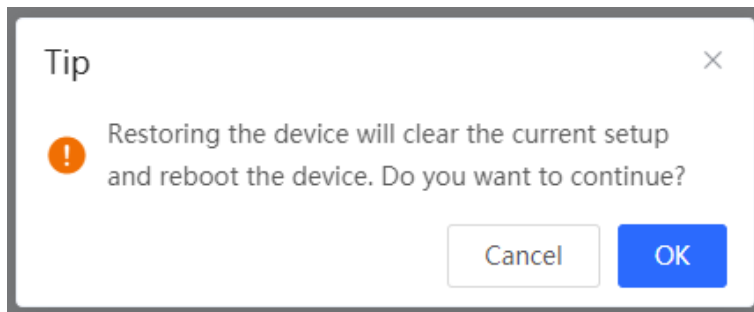 Tip
Restoring the device will clear the current setup
and reboot the device. Do you want to continue?
Cancel
OK